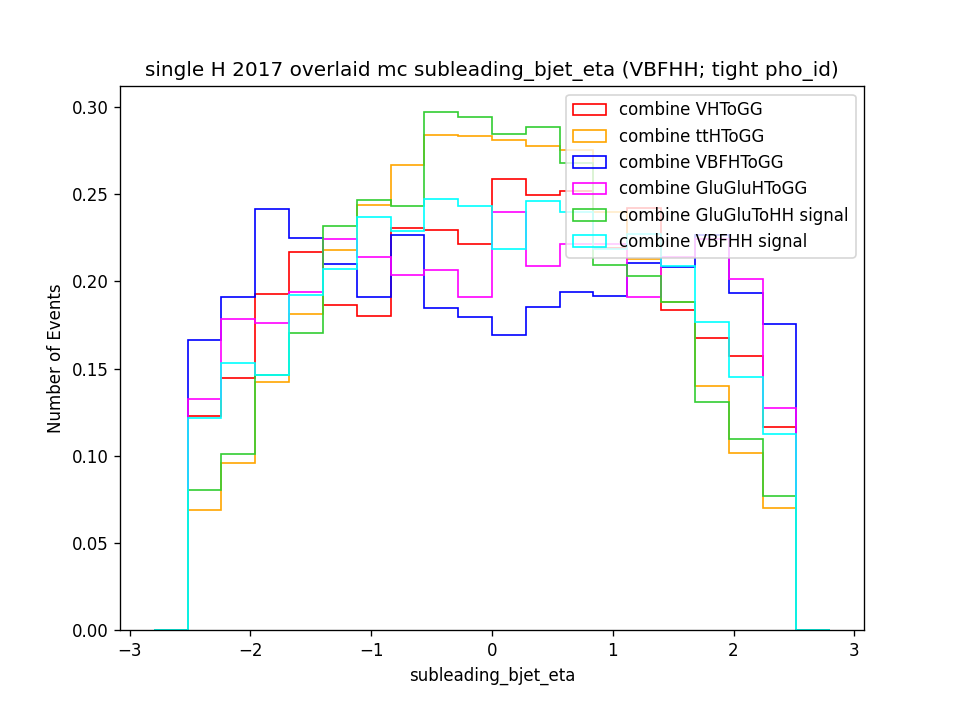 single H 2017 overlaid mc subleading_bjet_eta (VBFHH; tight pho_id)
combine VHToGG
combine ttHToGG
combine VBFHToGG
combine GluGluHToGG
combine GluGluToHH signal
combine VBFHH signal
Number of Events
0.30
0.25
0.20
0.15
0.10
0.05
0.00
−3
−2
−1
0
1
2
3
subleading_bjet_eta